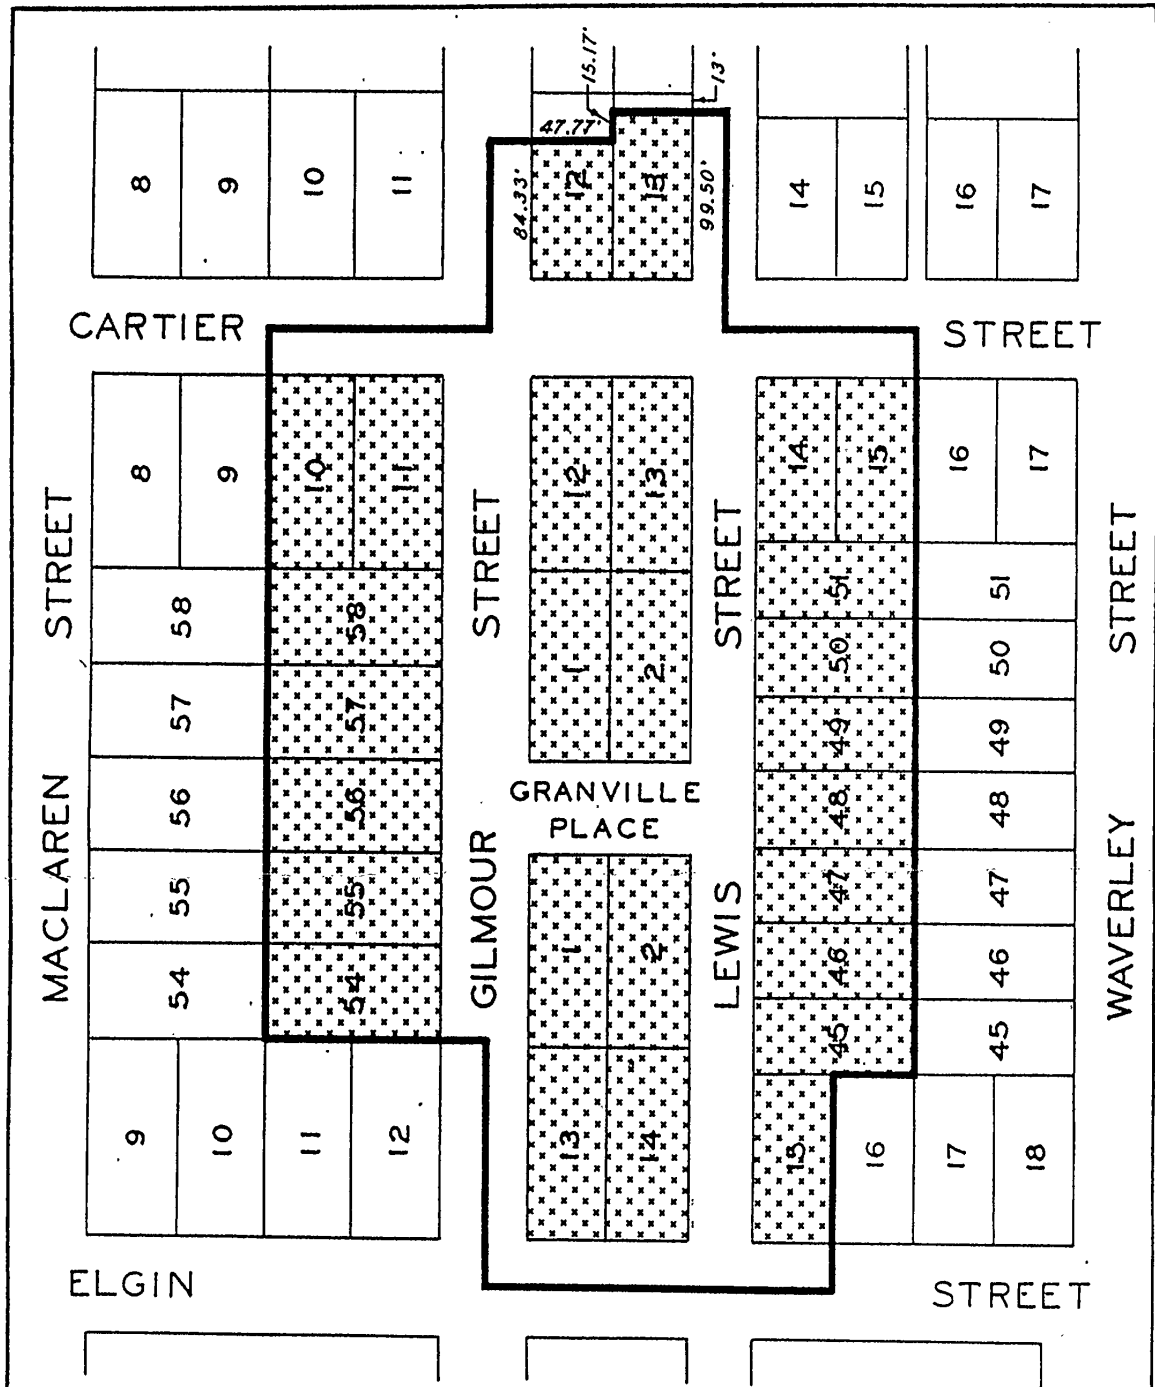 15.17'
13'
47.77'
84.33'
99.50'
8 9 10 11
12 13
14 15
16 17
CARTIER STREET
8 9 10 11
12 13
14 15 16 17
58 58
57 57
56 56
55 55
54 54
1 2
51 51
50 50
49 49
48 48
47 47
46 46
45 45
MACLAREN STREET
GILMOUR STREET
GRANVILLE
PLACE
LEWIS STREET
WAVERLEY STREET
1 2
9 10 11 12
13 14
15 16 17 18
ELGIN STREET